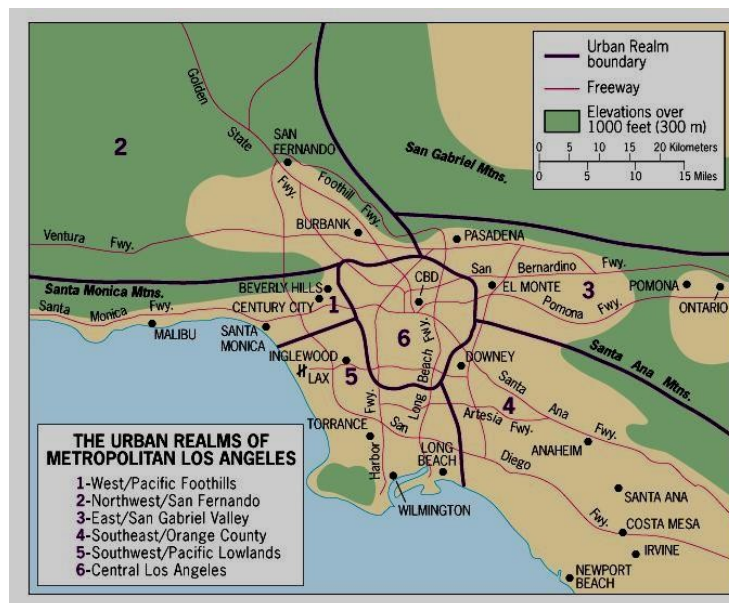 Urban Realm
boundary
Freeway
Elevations over
1000 feet (300 m)
0 5 10 15 20 Kilometers
0 5 10 15 Miles
Golden
State
Fwy.
2
SAN
FERNANDO
Foothill
Fwy.
San Gabriel Mtns.
BURBANK
PASADENA
Ventura Fwy.
San Bernardino Fwy.
Santa Monica Mtns.
BEVERLY HILLS
CENTURY CITY
1
CBD
EL MONTE
3
POMONA
ONTARIO
Pomona Fwy.
Santa Monica Fwy.
MALIBU
SANTA
MONICA
6
Long Beach Fwy.
INGLEWOOD
LAX
5
DOWNEY
Santa Ana Mtns.
Santa Ana Fwy.
4
Artesia Fwy.
TORRANCE
Harbor Fwy.
San Diego Fwy.
LONG
BEACH
WILMINGTON
ANAHEIM
SANTA ANA
COSTA MESA
IRVINE
NEWPORT
BEACH
THE URBAN REALMS OF
METROPOLITAN LOS ANGELES
1-West/Pacific Foothills
2-Northwest/San Fernando
3-East/San Gabriel Valley
4-Southeast/Orange County
5-Southwest/Pacific Lowlands
6-Central Los Angeles